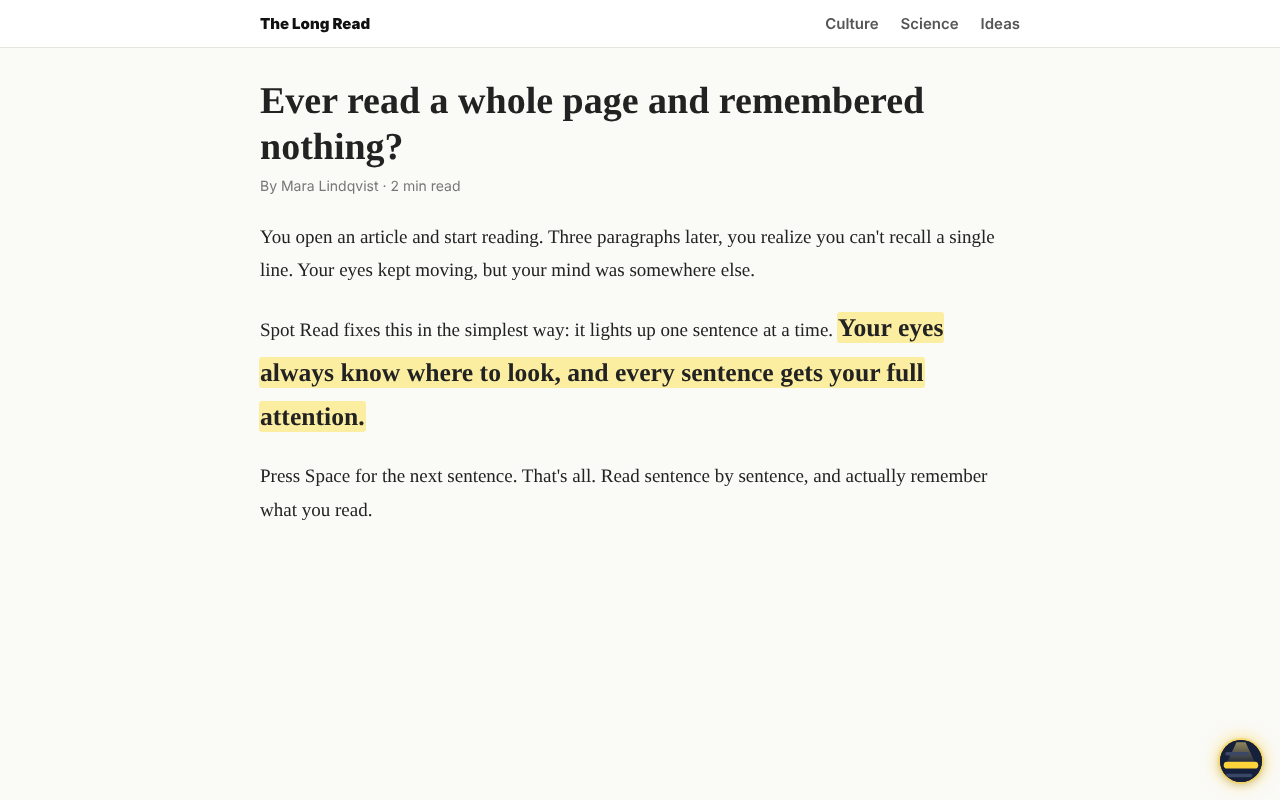 The Long Read
Culture Science Ideas
Ever read a whole page and remembered
nothing?
By Mara Lindqvist · 2 min read
You open an article and start reading. Three paragraphs later, you realize you can't recall a single
line. Your eyes kept moving, but your mind was somewhere else.
Spot Read fixes this in the simplest way: it lights up one sentence at a time. Your eyes
always know where to look, and every sentence gets your full
attention.
Press Space for the next sentence. That's all. Read sentence by sentence, and actually remember
what you read.